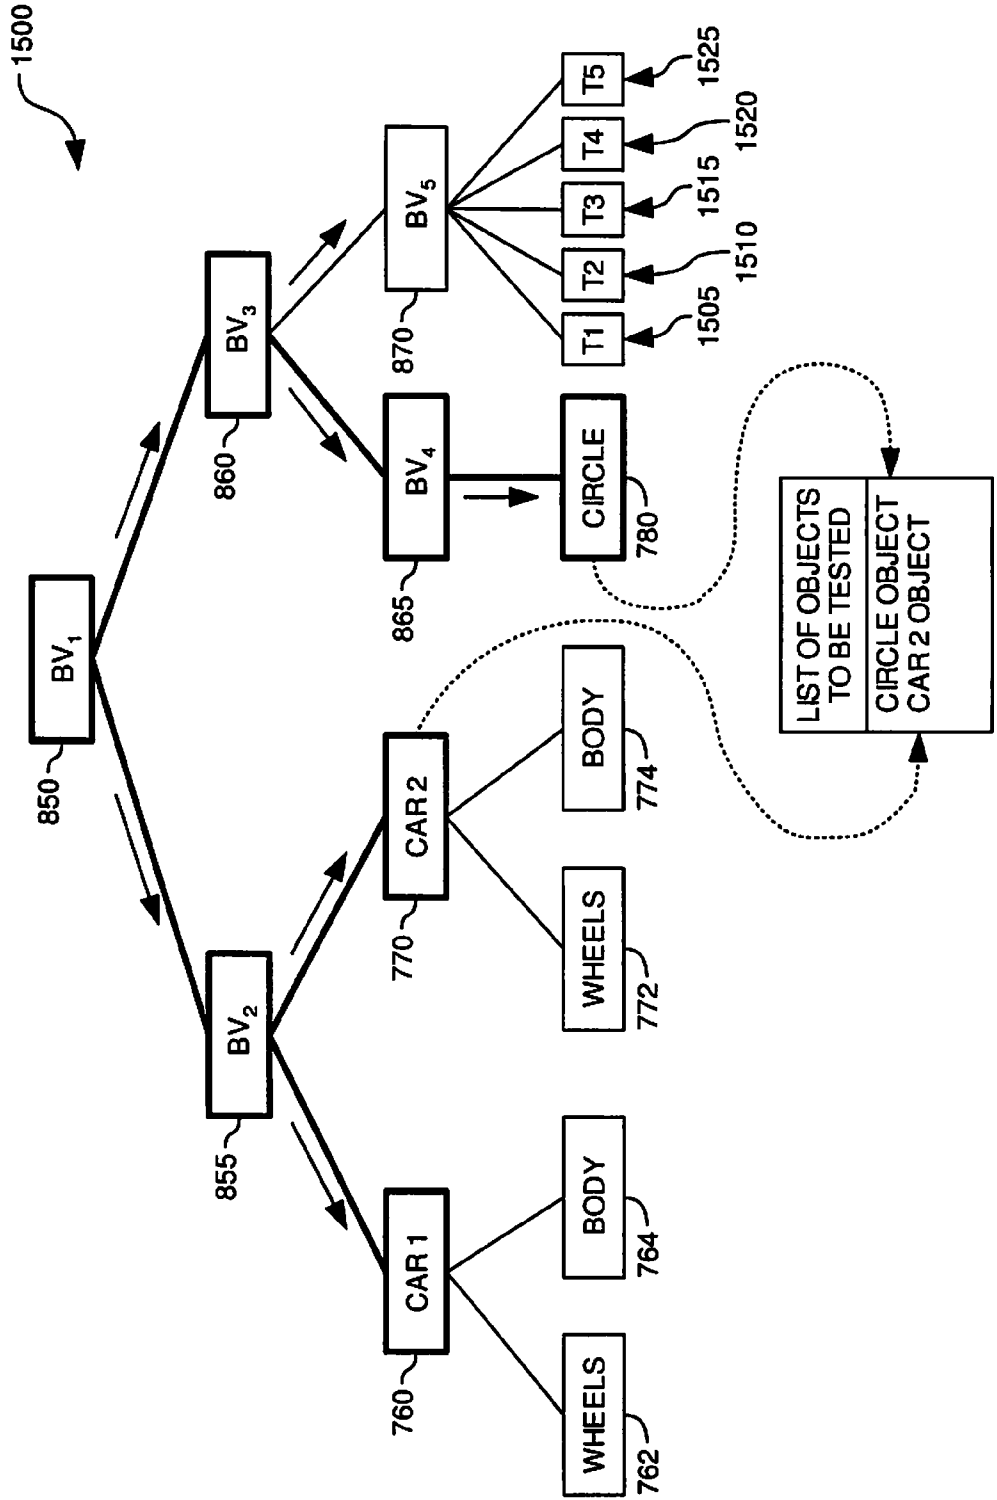 1500
BV1
850
BV2
855
BV3
860
CAR 1
760
CAR 2
770
BV4
865
BV5
870
WHEELS
762
BODY
764
WHEELS
772
BODY
774
CIRCLE
780
T1
T2
T3
T4
T5
1505
1510
1515
1520
1525
LIST OF OBJECTS
TO BE TESTED
CIRCLE OBJECT
CAR 2 OBJECT